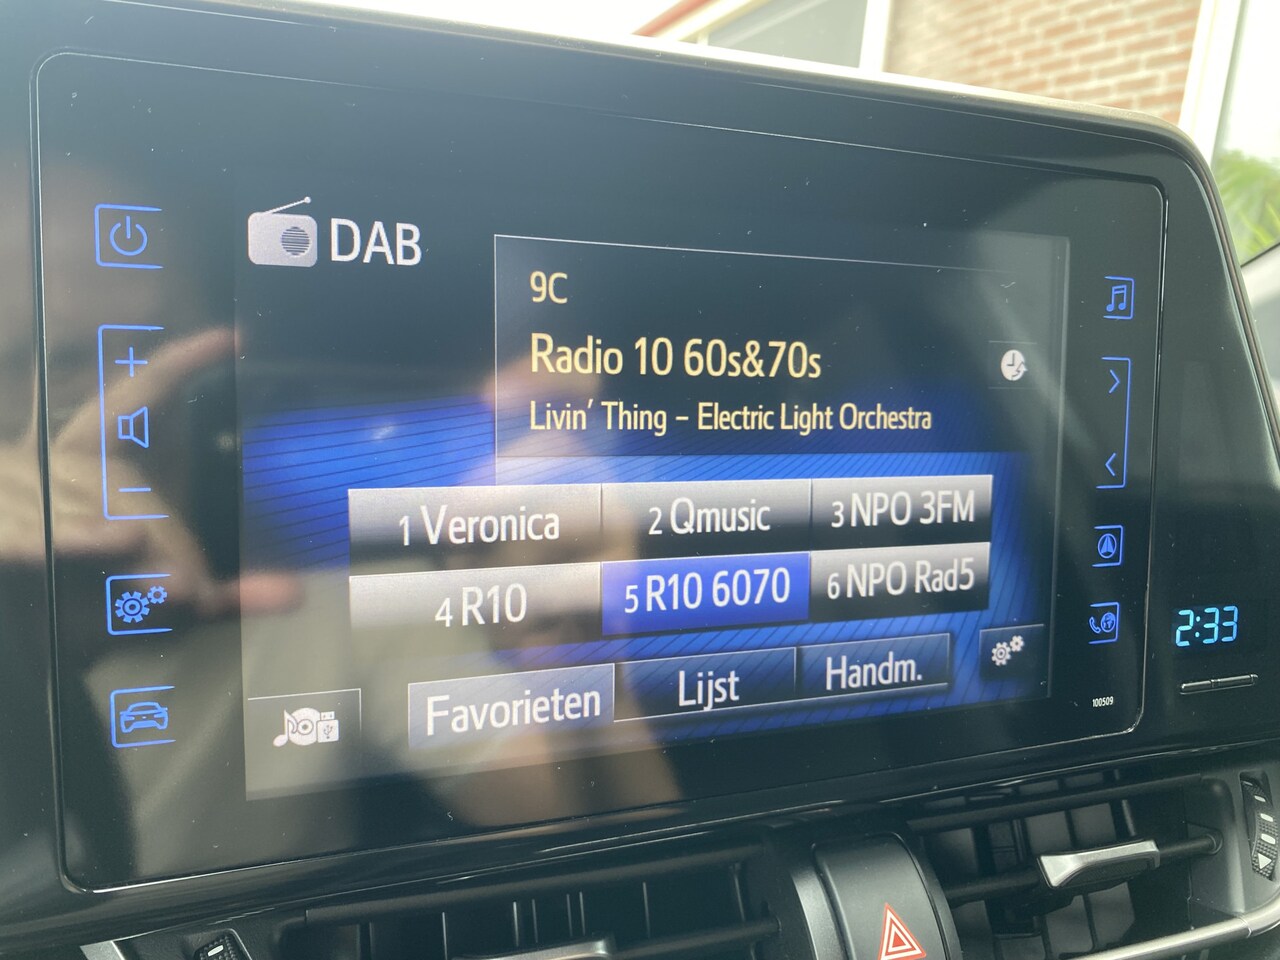 DAB
9C
Radio 10 60s&70s
Livin' Thing – Electric Light Orchestra
1 Veronica
2 Qmusic
3 NPO 3FM
4 R10
5 R10 6070
6 NPO Rad5
Favorieten
Lijst
Handm.
100509
2:33